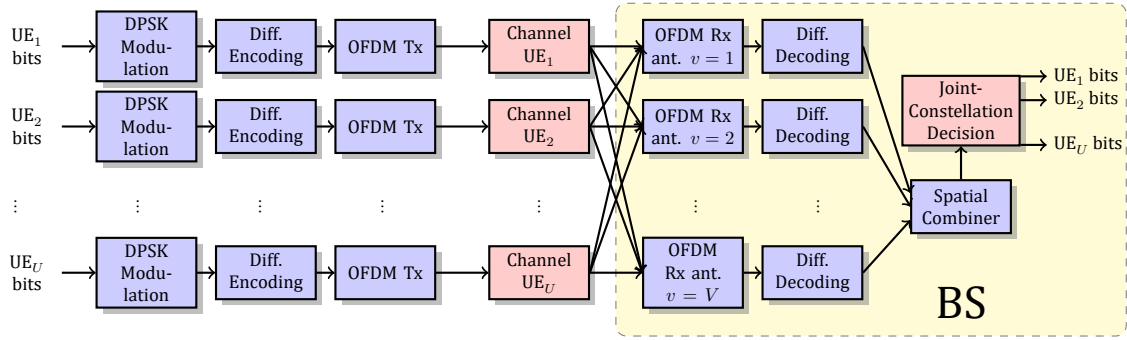 UE₁
bits
DPSK
Modu-
lation
Diff.
Encoding
OFDM Tx
Channel
UE₁
OFDM Rx
ant. v = 1
Diff.
Decoding
UE₂
bits
DPSK
Modu-
lation
Diff.
Encoding
OFDM Tx
Channel
UE₂
OFDM Rx
ant. v = 2
Diff.
Decoding
Joint-
Constellation
Decision
UE₁ bits
UE₂ bits
UE_U bits
⋮ ⋮ ⋮ ⋮ ⋮ ⋮ ⋮
Spatial
Combiner
UE_U
bits
DPSK
Modu-
lation
Diff.
Encoding
OFDM Tx
Channel
UE_U
OFDM
Rx ant.
v = V
Diff.
Decoding
BS